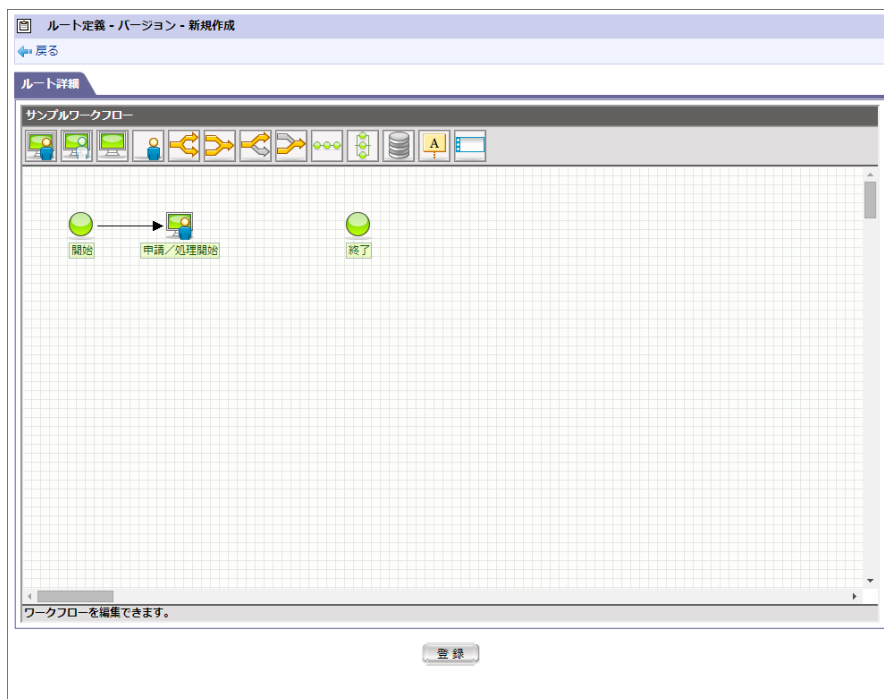 ルート定義 - バージョン - 新規作成
戻る
ルート詳細
サンプルワークフロー
A
開始
申請／処理開始
終了
ワークフローを編集できます。
登録